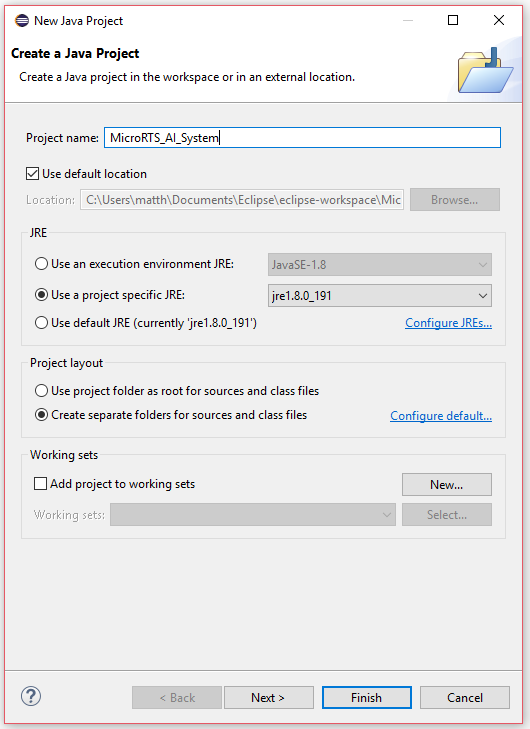 New Java Project
Create a Java Project
Create a Java project in the workspace or in an external location.
Project name: MicroRTS_AI_System
Use default location
Location: C:\Users\matth\Documents\Eclipse\eclipse-workspace\Mic Browse...
JRE
Use an execution environment JRE: JavaSE-1.8
Use a project specific JRE: jre1.8.0_191
Use default JRE (currently 'jre1.8.0_191') Configure JREs...
Project layout
Use project folder as root for sources and class files
Create separate folders for sources and class files Configure default...
Working sets
Add project to working sets New...
Working sets: Select...
? < Back Next > Finish Cancel